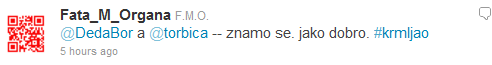 Fata_M_Organa F.M.O.
@DedaBor a @torbica -- znamo se. jako dobro. #krmljao
5 hours ago